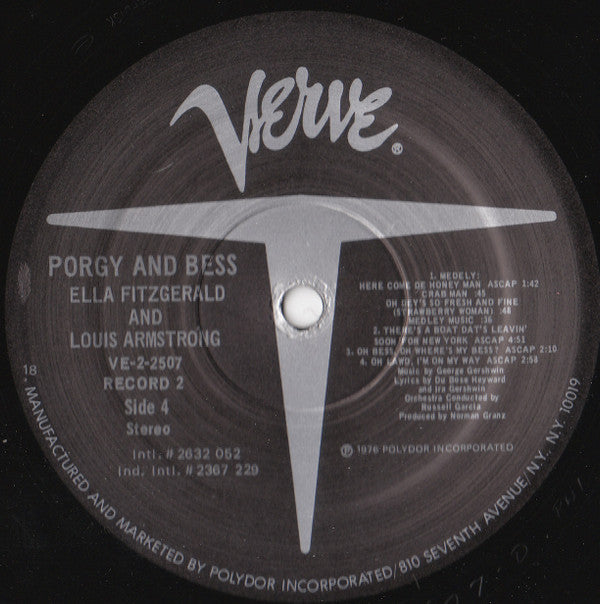 Verve®
PORGY AND BESS
ELLA FITZGERALD
AND
LOUIS ARMSTRONG
VE-2-2507
RECORD 2
Side 4
Stereo
Intl. # 2632 052
Ind. Intl. # 2367 229
1. MEDELY:
HERE COME DE HONEY MAN ASCAP 1:42
CRAB MAN :45
OH DEY'S SO FRESH AND FINE
(STRAWBERRY WOMAN) :48
MEDLEY MUSIC :36
2. THERE'S A BOAT DAT'S LEAVIN'
SOON FOR NEW YORK ASCAP 4:51
3. OH BESS, OH WHERE'S MY BESS? ASCAP 2:10
4. OH LAWD, I'M ON MY WAY ASCAP 2:58
Music by George Gershwin
Lyrics by Du Bose Heyward
and Ira Gershwin
Orchestra Conducted by
Russell Garcia
Produced by Norman Granz
℗ 1976 POLYDOR INCORPORATED
18
. MANUFACTURED AND MARKETED BY POLYDOR INCORPORATED/810 SEVENTH AVENUE/N.Y. NY 10019